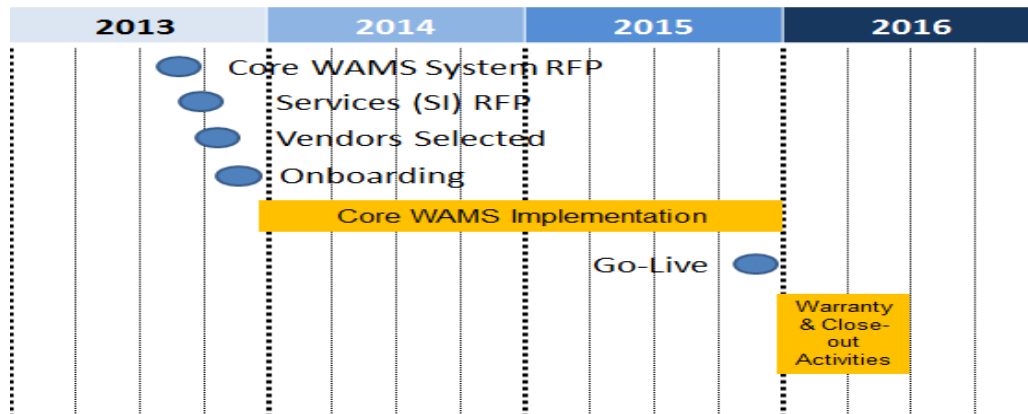 2013 2014 2015 2016
Core WAMS System RFP
Services (SI) RFP
Vendors Selected
Onboarding
Core WAMS Implementation
Go-Live
Warranty
& Close-
out
Activities